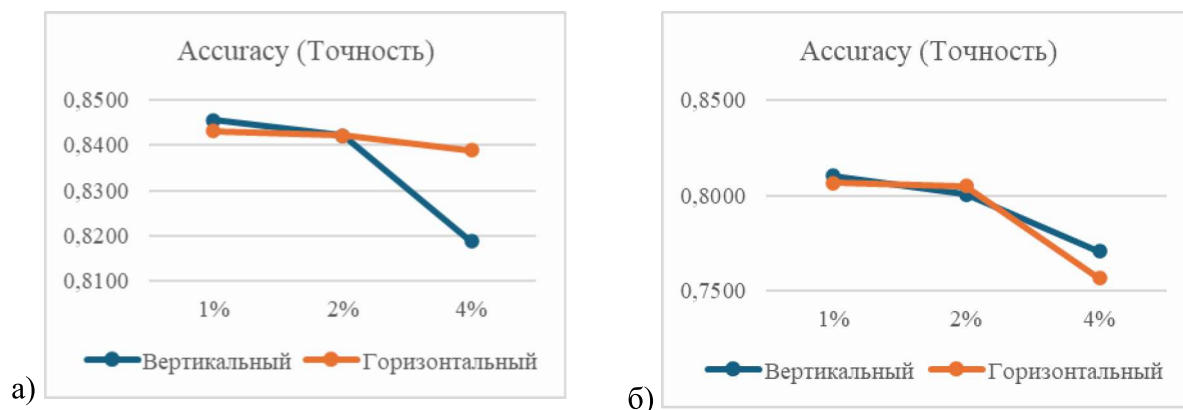 Accuracy (Точность)
0,8500
0,8400
0,8300
0,8200
0,8100
1% 2% 4%
Вертикальный Горизонтальный
а)
Accuracy (Точность)
0,8500
0,8000
0,7500
1% 2% 4%
Вертикальный Горизонтальный
б)